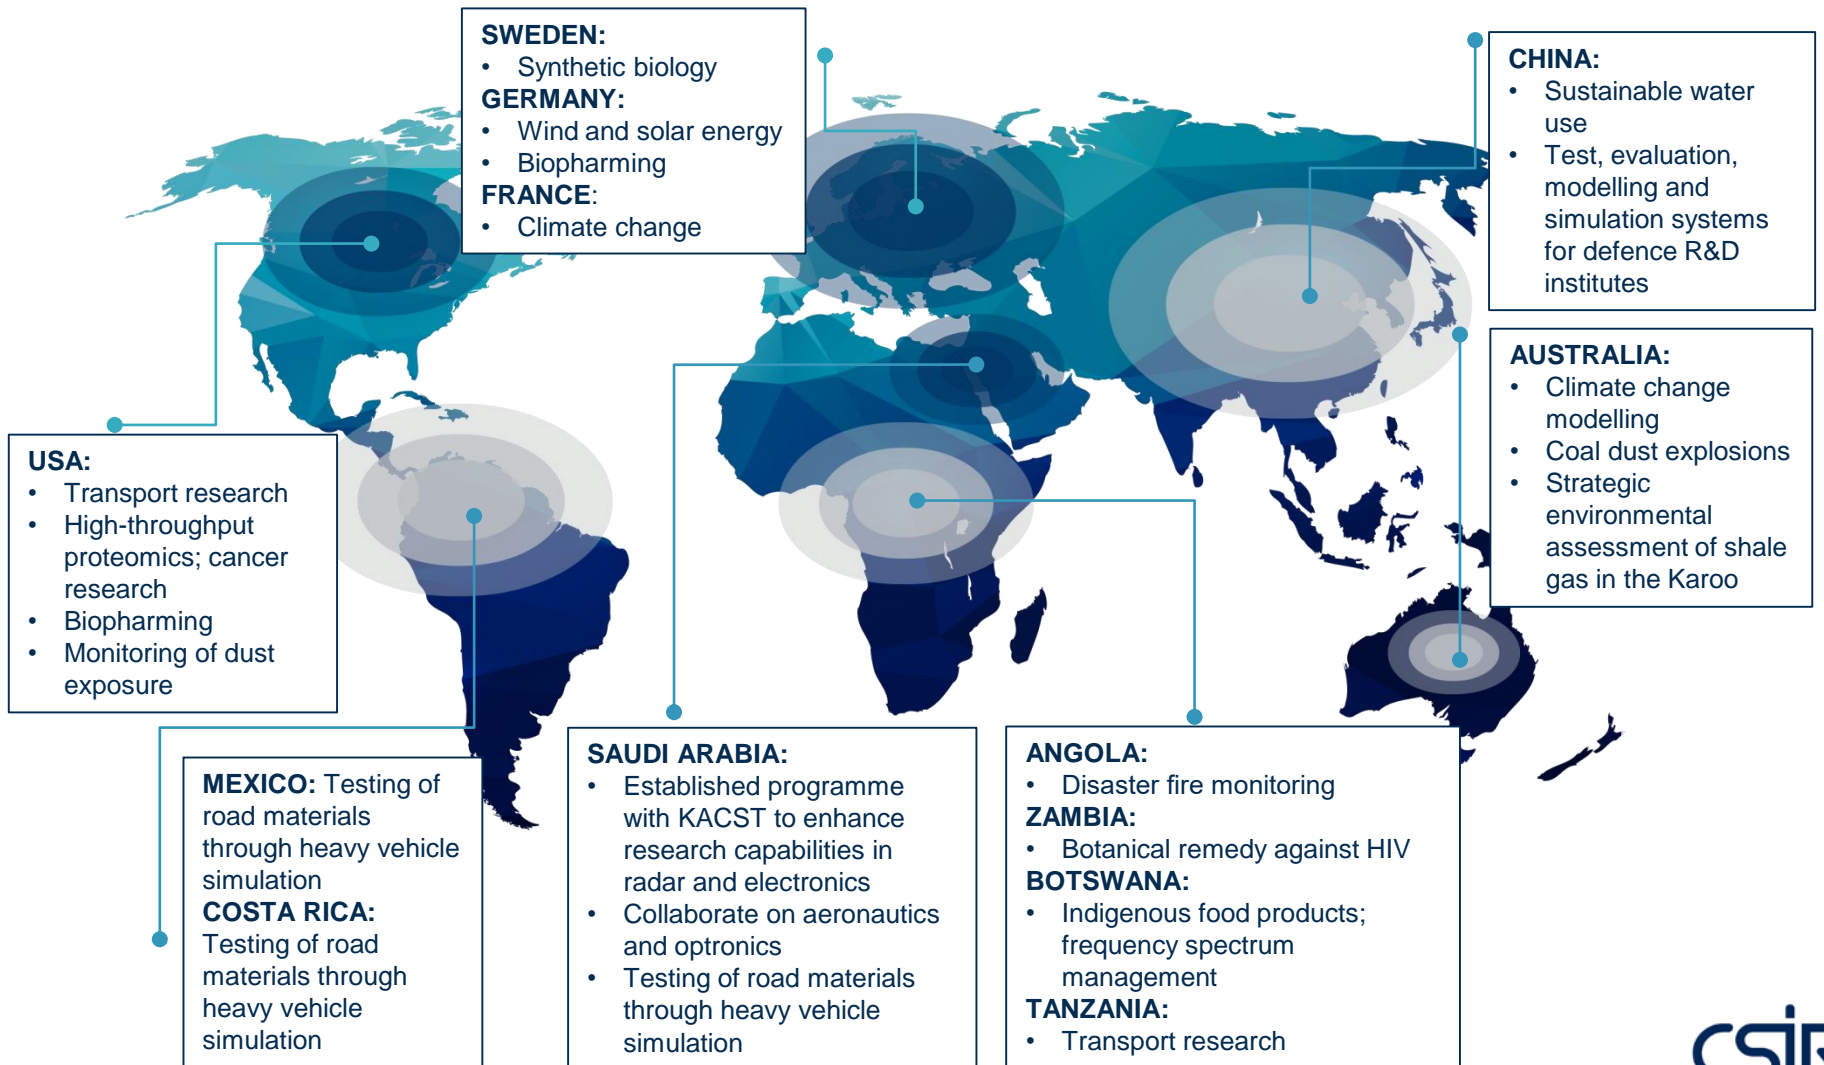 SWEDEN:
• Synthetic biology
GERMANY:
• Wind and solar energy
• Biopharming
FRANCE:
• Climate change
CHINA:
• Sustainable water
use
• Test, evaluation,
modelling and
simulation systems
for defence R&D
institutes
AUSTRALIA:
• Climate change
modelling
• Coal dust explosions
• Strategic
environmental
assessment of shale
gas in the Karoo
USA:
• Transport research
• High-throughput
proteomics; cancer
research
• Biopharming
• Monitoring of dust
exposure
MEXICO: Testing of
road materials
through heavy vehicle
simulation
COSTA RICA:
Testing of road
materials through
heavy vehicle
simulation
SAUDI ARABIA:
• Established programme
with KACST to enhance
research capabilities in
radar and electronics
• Collaborate on aeronautics
and optronics
• Testing of road materials
through heavy vehicle
simulation
ANGOLA:
• Disaster fire monitoring
ZAMBIA:
• Botanical remedy against HIV
BOTSWANA:
• Indigenous food products;
frequency spectrum
management
TANZANIA:
• Transport research
CSIR